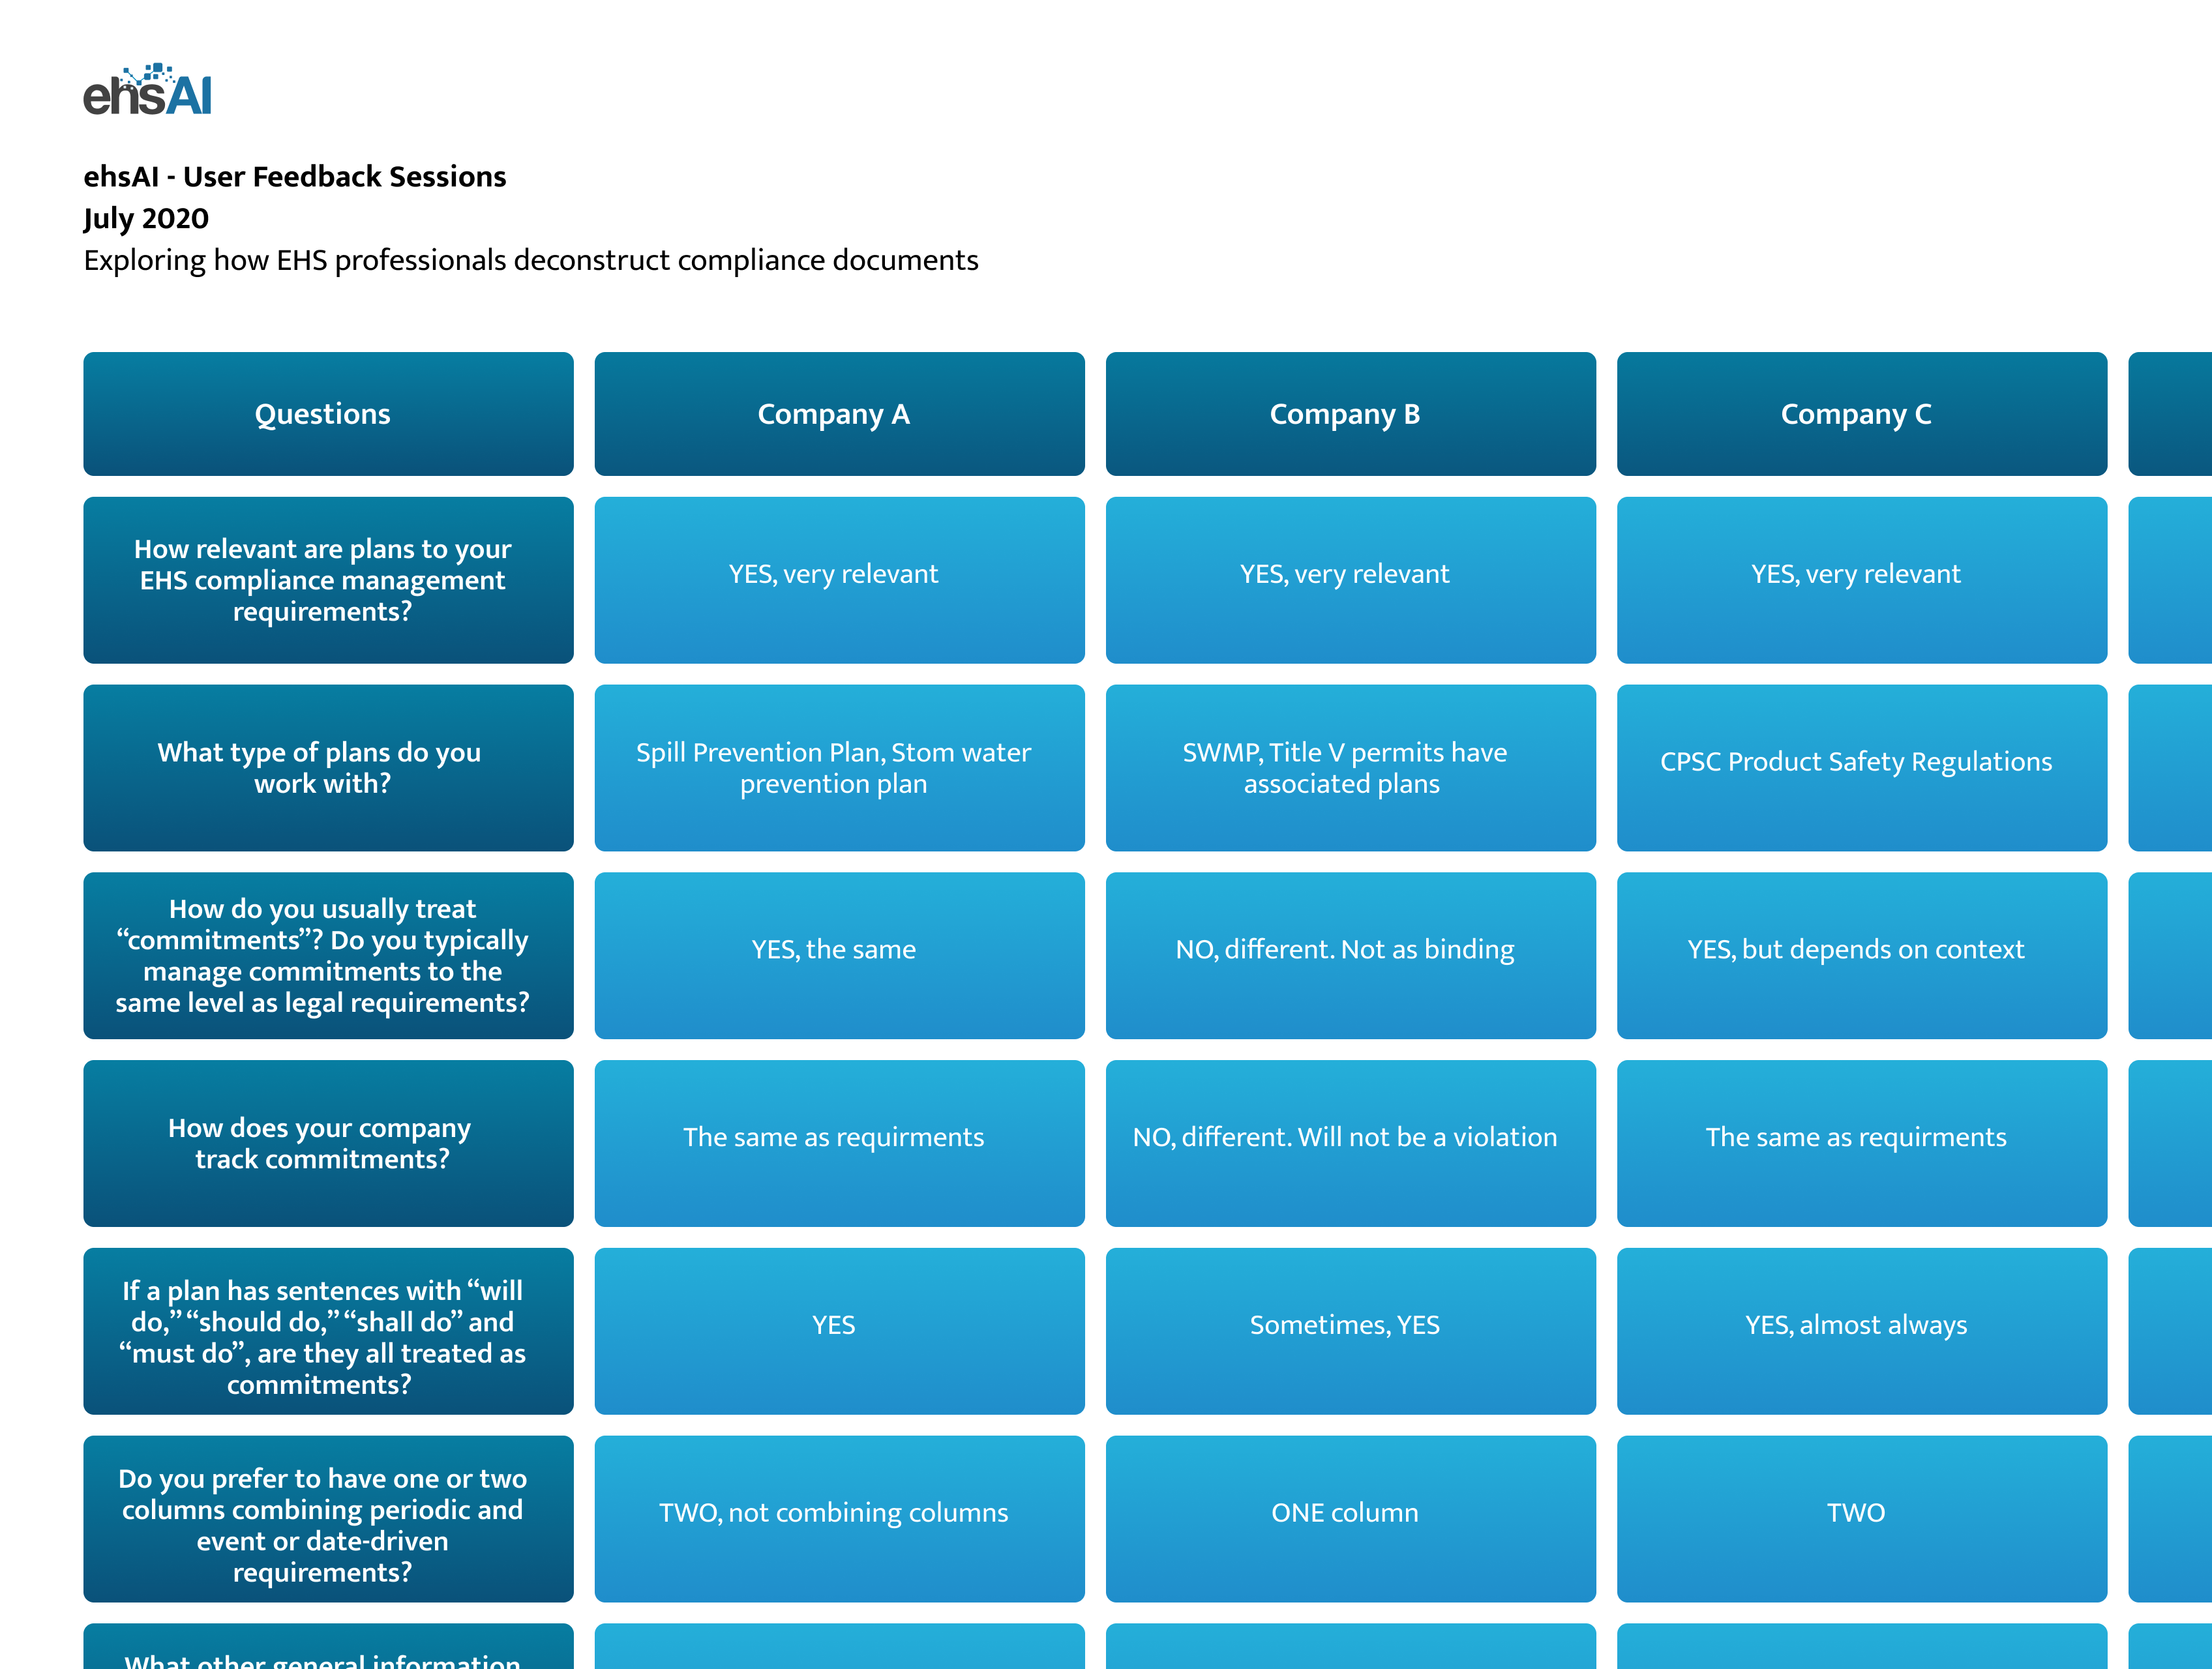 ehsAI
ehsAI - User Feedback Sessions
July 2020
Exploring how EHS professionals deconstruct compliance documents
Questions
Company A
Company B
Company C
How relevant are plans to your
EHS compliance management
requirements?
YES, very relevant
YES, very relevant
YES, very relevant
What type of plans do you
work with?
Spill Prevention Plan, Stom water
prevention plan
SWMP, Title V permits have
associated plans
CPSC Product Safety Regulations
How do you usually treat
“commitments”? Do you typically
manage commitments to the
same level as legal requirements?
YES, the same
NO, different. Not as binding
YES, but depends on context
How does your company
track commitments?
The same as requirments
NO, different. Will not be a violation
The same as requirments
If a plan has sentences with “will
do,” “should do,” “shall do” and
“must do”, are they all treated as
commitments?
YES
Sometimes, YES
YES, almost always
Do you prefer to have one or two
columns combining periodic and
event or date-driven
requirements?
TWO, not combining columns
ONE column
TWO
What other general information